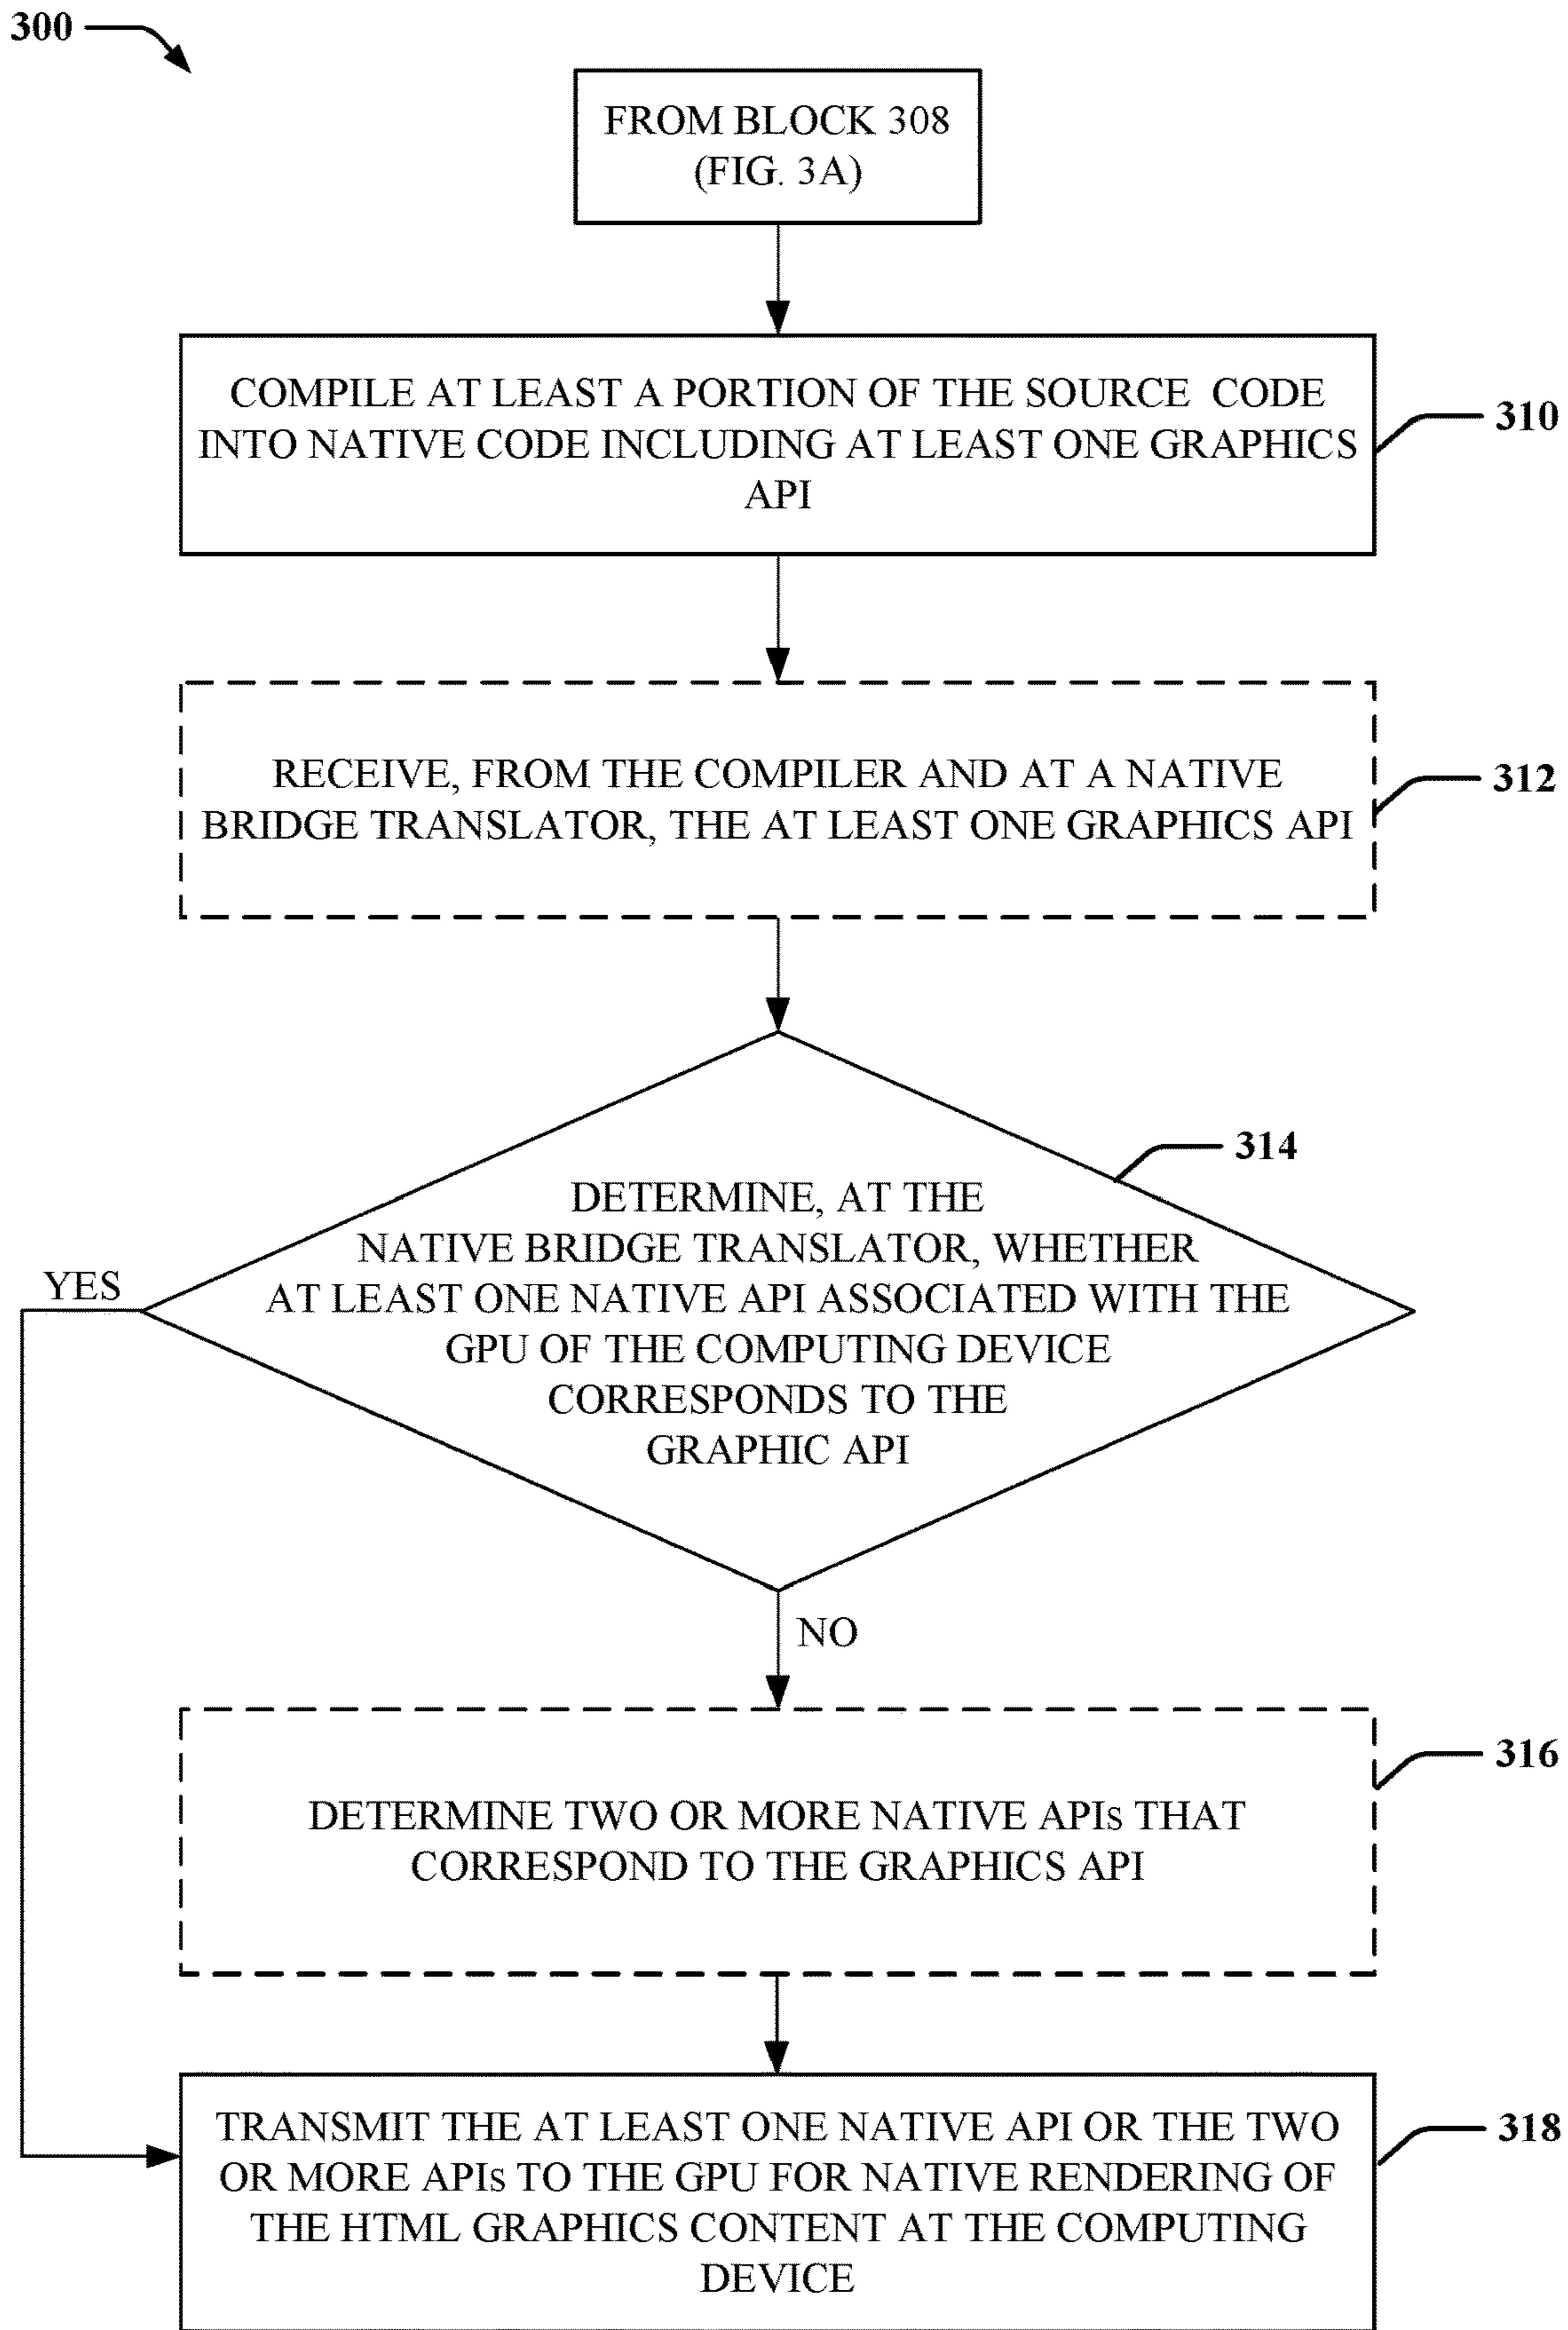 300
FROM BLOCK 308
(FIG. 3A)
COMPILE AT LEAST A PORTION OF THE SOURCE CODE
INTO NATIVE CODE INCLUDING AT LEAST ONE GRAPHICS
API
310
RECEIVE, FROM THE COMPILER AND AT A NATIVE
BRIDGE TRANSLATOR, THE AT LEAST ONE GRAPHICS API
312
314
DETERMINE, AT THE
NATIVE BRIDGE TRANSLATOR, WHETHER
AT LEAST ONE NATIVE API ASSOCIATED WITH THE
GPU OF THE COMPUTING DEVICE
CORRESPONDS TO THE
GRAPHIC API
YES
NO
316
DETERMINE TWO OR MORE NATIVE APIs THAT
CORRESPOND TO THE GRAPHICS API
TRANSMIT THE AT LEAST ONE NATIVE API OR THE TWO
OR MORE APIs TO THE GPU FOR NATIVE RENDERING OF
THE HTML GRAPHICS CONTENT AT THE COMPUTING
DEVICE
318